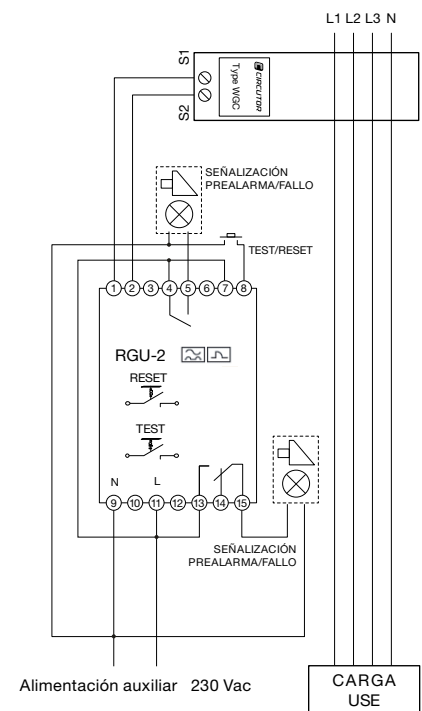 L1 L2 L3 N
S1
S2
CIRCUTOR
Type WGC
SEÑALIZACIÓN
PREALARMA/FALLO
TEST/RESET
1 2 3 4 5 6 7 8
RGU-2
RESET
TEST
N L
9 10 11 12 13 14 15
SEÑALIZACIÓN
PREALARMA/FALLO
Alimentación auxiliar 230 Vac
CARGA
USE